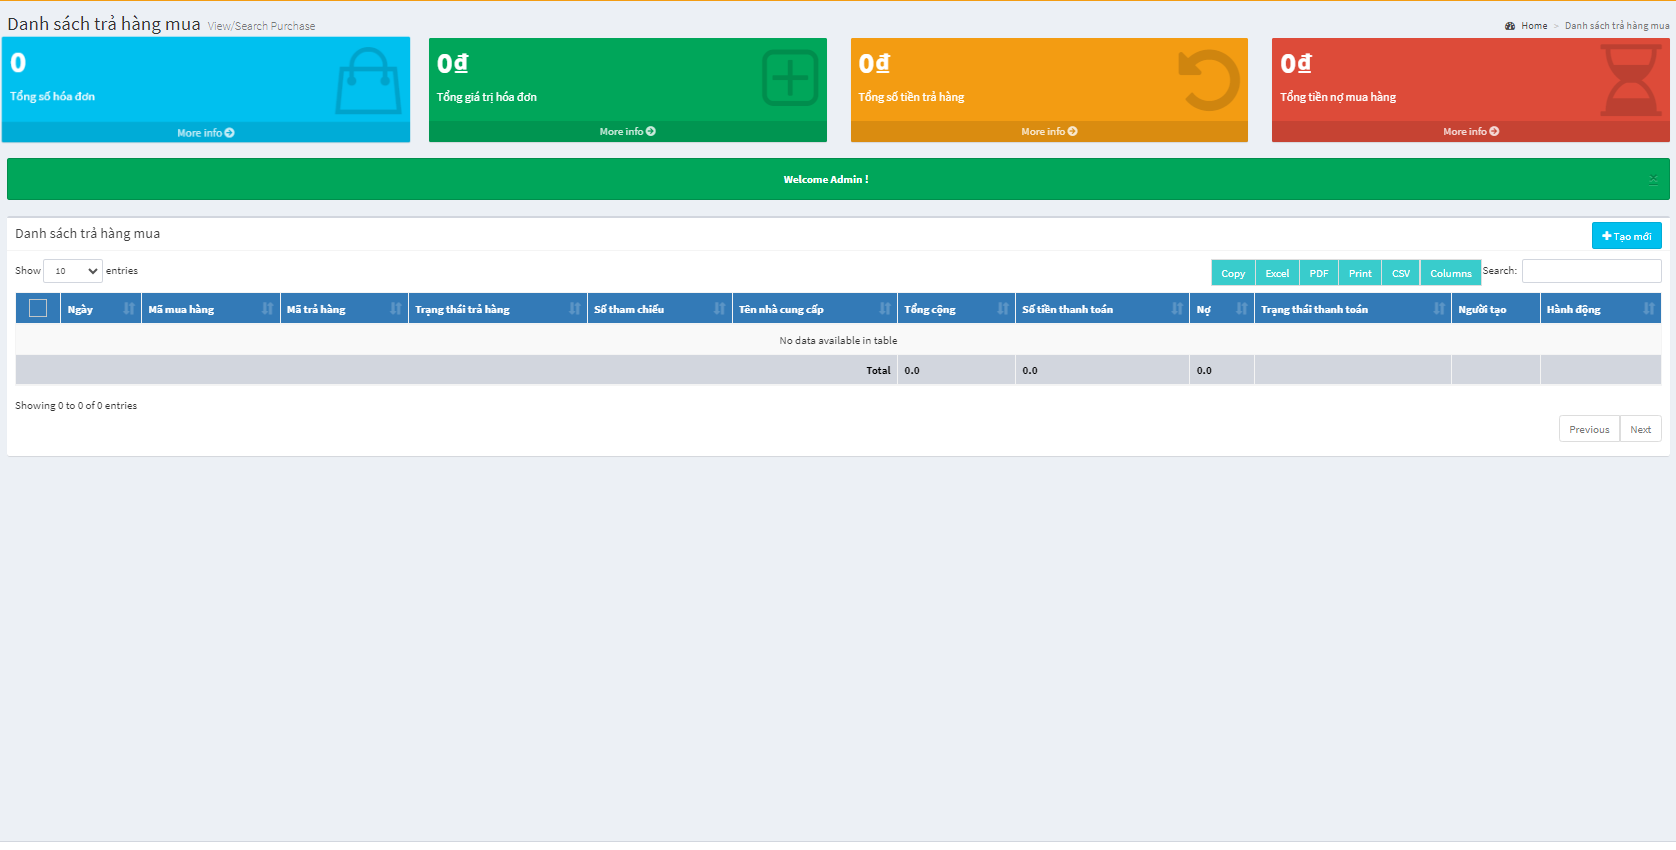 Danh sách trả hàng mua View/Search Purchase
Home > Danh sách trả hàng mua
0
Tổng số hóa đơn
More info
0₫
Tổng giá trị hóa đơn
More info
0₫
Tổng số tiền trả hàng
More info
0₫
Tổng tiền nợ mua hàng
More info
Welcome Admin !
×
Danh sách trả hàng mua
Tạo mới
Show 10 entries
Copy Excel PDF Print CSV Columns Search:
Ngày Mã mua hàng Mã trả hàng Trạng thái trả hàng Số tham chiếu Tên nhà cung cấp Tổng cộng Số tiền thanh toán Nợ Trạng thái thanh toán Người tạo Hành động
No data available in table
Total 0.0 0.0 0.0
Showing 0 to 0 of 0 entries
Previous Next